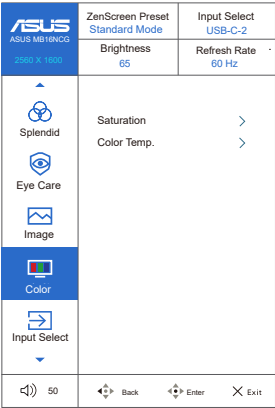 ASUS
ASUS MB16NCG
2560 X 1600
ZenScreen Preset
Standard Mode
Input Select
USB-C-2
Brightness
65
Refresh Rate
60 Hz
Splendid
Eye Care
Image
Color
Input Select
Saturation
Color Temp.
50
Back
Enter
Exit